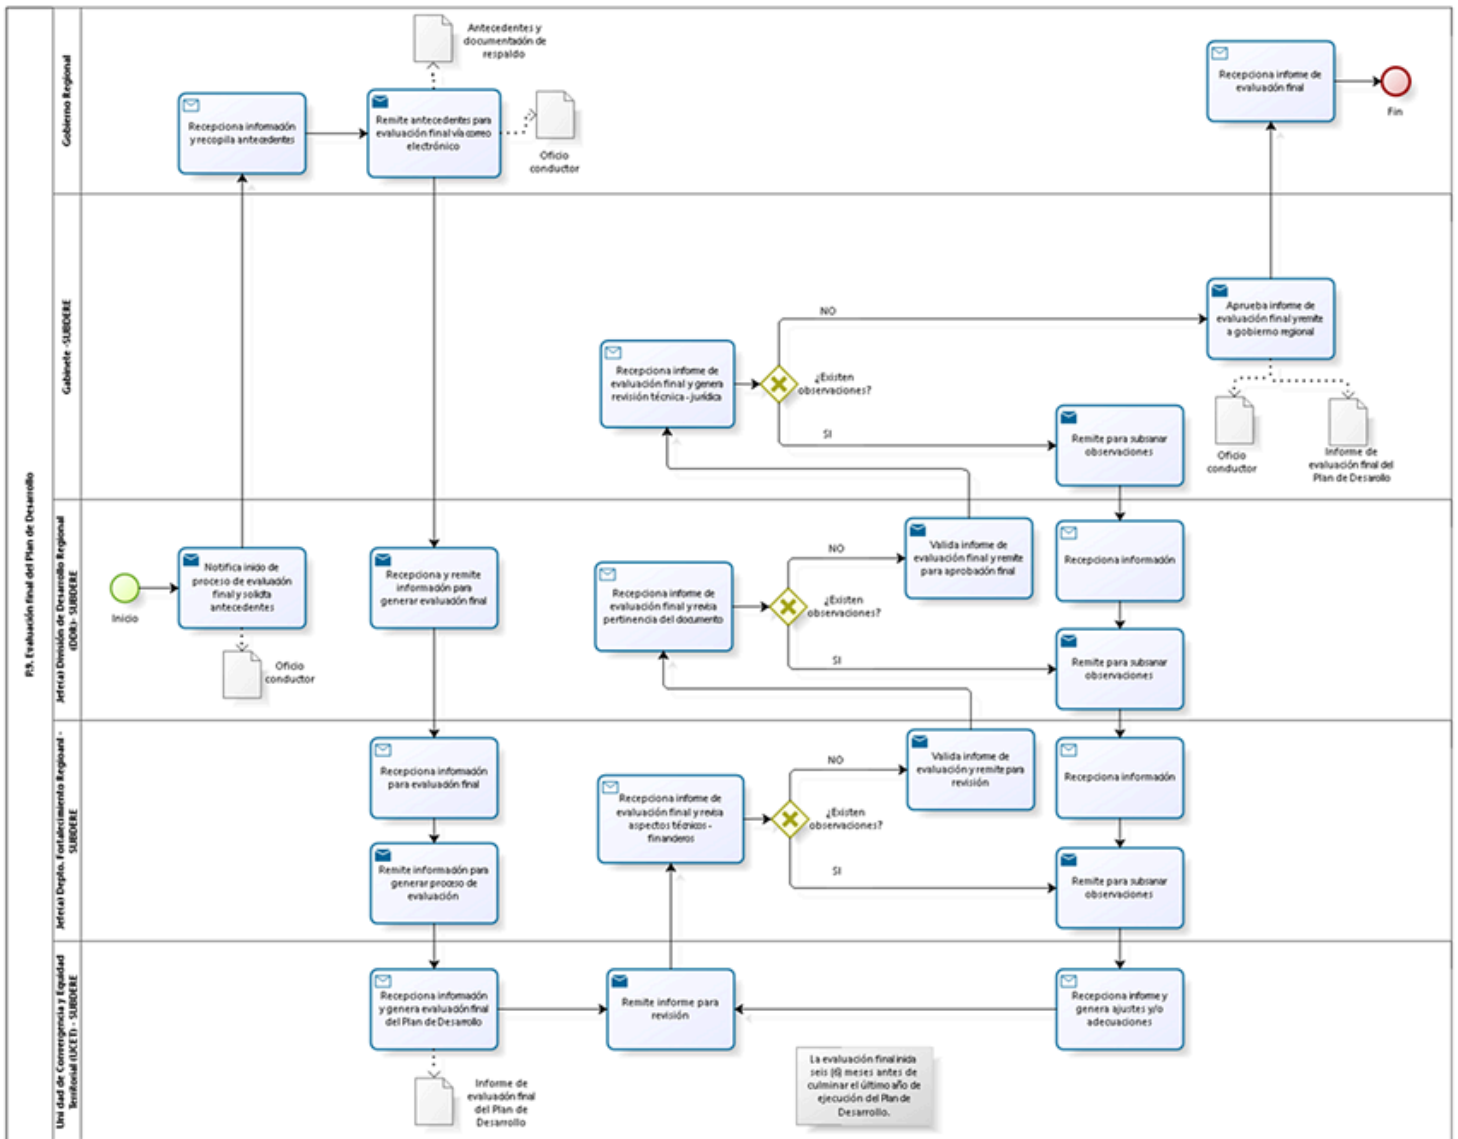 P.9. Evaluación final del Plan de Desarrollo
Gobierno Regional
Recepciona información
y recopila antecedentes
Remite antecedentes para
evaluación final vía correo
electrónico
Antecedentes y
documentación de
respaldo
Oficio
conductor
Recepciona informe de
evaluación final
Fin
Gabinete -SUBDERE
Recepciona informe de
evaluación final y genera
revisión técnica - jurídica
¿Existen
observaciones?
NO
SI
Aprueba informe de
evaluación final y remite
a gobierno regional
Oficio
conductor
Informe de
evaluación final del
Plan de Desarollo
Remite para subsanar
observaciones
Jefe(a) División de Desarrollo Regional
(DDR)- SUBDERE
Inicio
Notifica inicio de
proceso de evaluación
final y solicita
antecedentes
Oficio
conductor
Recepciona y remite
información para
generar evaluación final
Recepciona informe de
evaluación final y revisa
pertinencia del documento
¿Existen
observaciones?
NO
SI
Valida informe de
evaluación final y remite
para aprobación final
Recepciona información
Remite para subsanar
observaciones
Jefe(a) Depto. Fortalecimiento Regioanl -
SUBDERE
Recepciona información
para evaluación final
Remite información para
generar proceso de
evaluación
Recepciona informe de
evaluación final y revisa
aspectos técnicos -
financieros
¿Existen
observaciones?
NO
SI
Valida informe de
evaluación y remite para
revisión
Recepciona información
Remite para subsanar
observaciones
Unidad de Convergencia y Equidad
Territorial (UCET) - SUBDERE
Recepciona información
y genera evaluación final
del Plan de Desarrollo
Informe de
evaluación final
del Plan de
Desarrollo
Remite informe para
revisión
Recepciona informe y
genera ajustes y/o
adecuaciones
La evaluación final inicia
seis (6) meses antes de
culminar el último año de
ejecución del Plan de
Desarrollo.